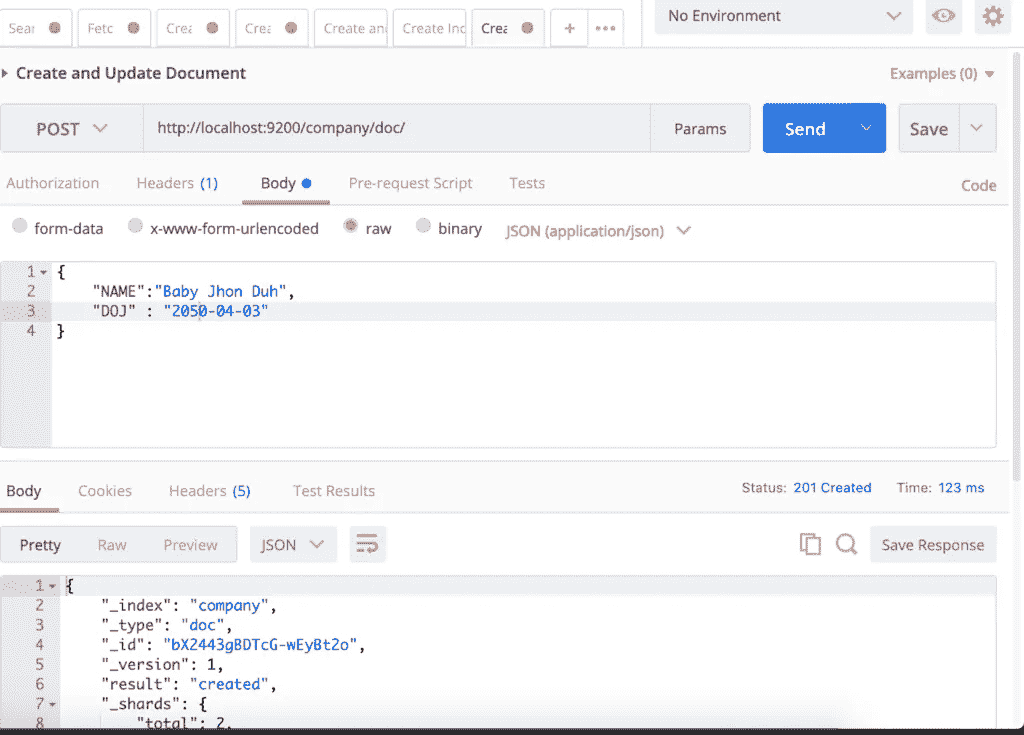 Sear Fetc Crea Crea Create an Create Inc Crea + ••• No Environment
Create and Update Document Examples (0)
POST http://localhost:9200/company/doc/ Params Send Save
Authorization Headers (1) Body Pre-request Script Tests Code
form-data x-www-form-urlencoded raw binary JSON (application/json)
1 {
2 "NAME":"Baby Jhon Duh",
3 "DOJ" : "2050-04-03"
4 }
Body Cookies Headers (5) Test Results Status: 201 Created Time: 123 ms
Pretty Raw Preview JSON Save Response
1 {
2 "_index": "company",
3 "_type": "doc",
4 "_id": "bX2443gBDTcG-wEyBt2o",
5 "_version": 1,
6 "result": "created",
7 "_shards": {
8 "total": 2,